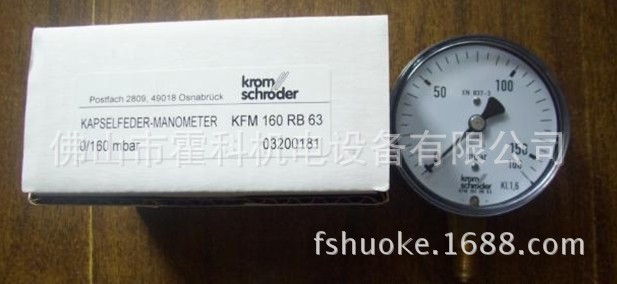 krom
schroder
Postfach 2809, 49018 Osnabrück
KAPSELFEDER-MANOMETER KFM 160 RB 63
0/160 mbar 03200181
佛山市霍科机电设备有限公司
50
100
EN 837-3
150
160
Kl.1,6
krom
schroder
fshuoke.1688.com